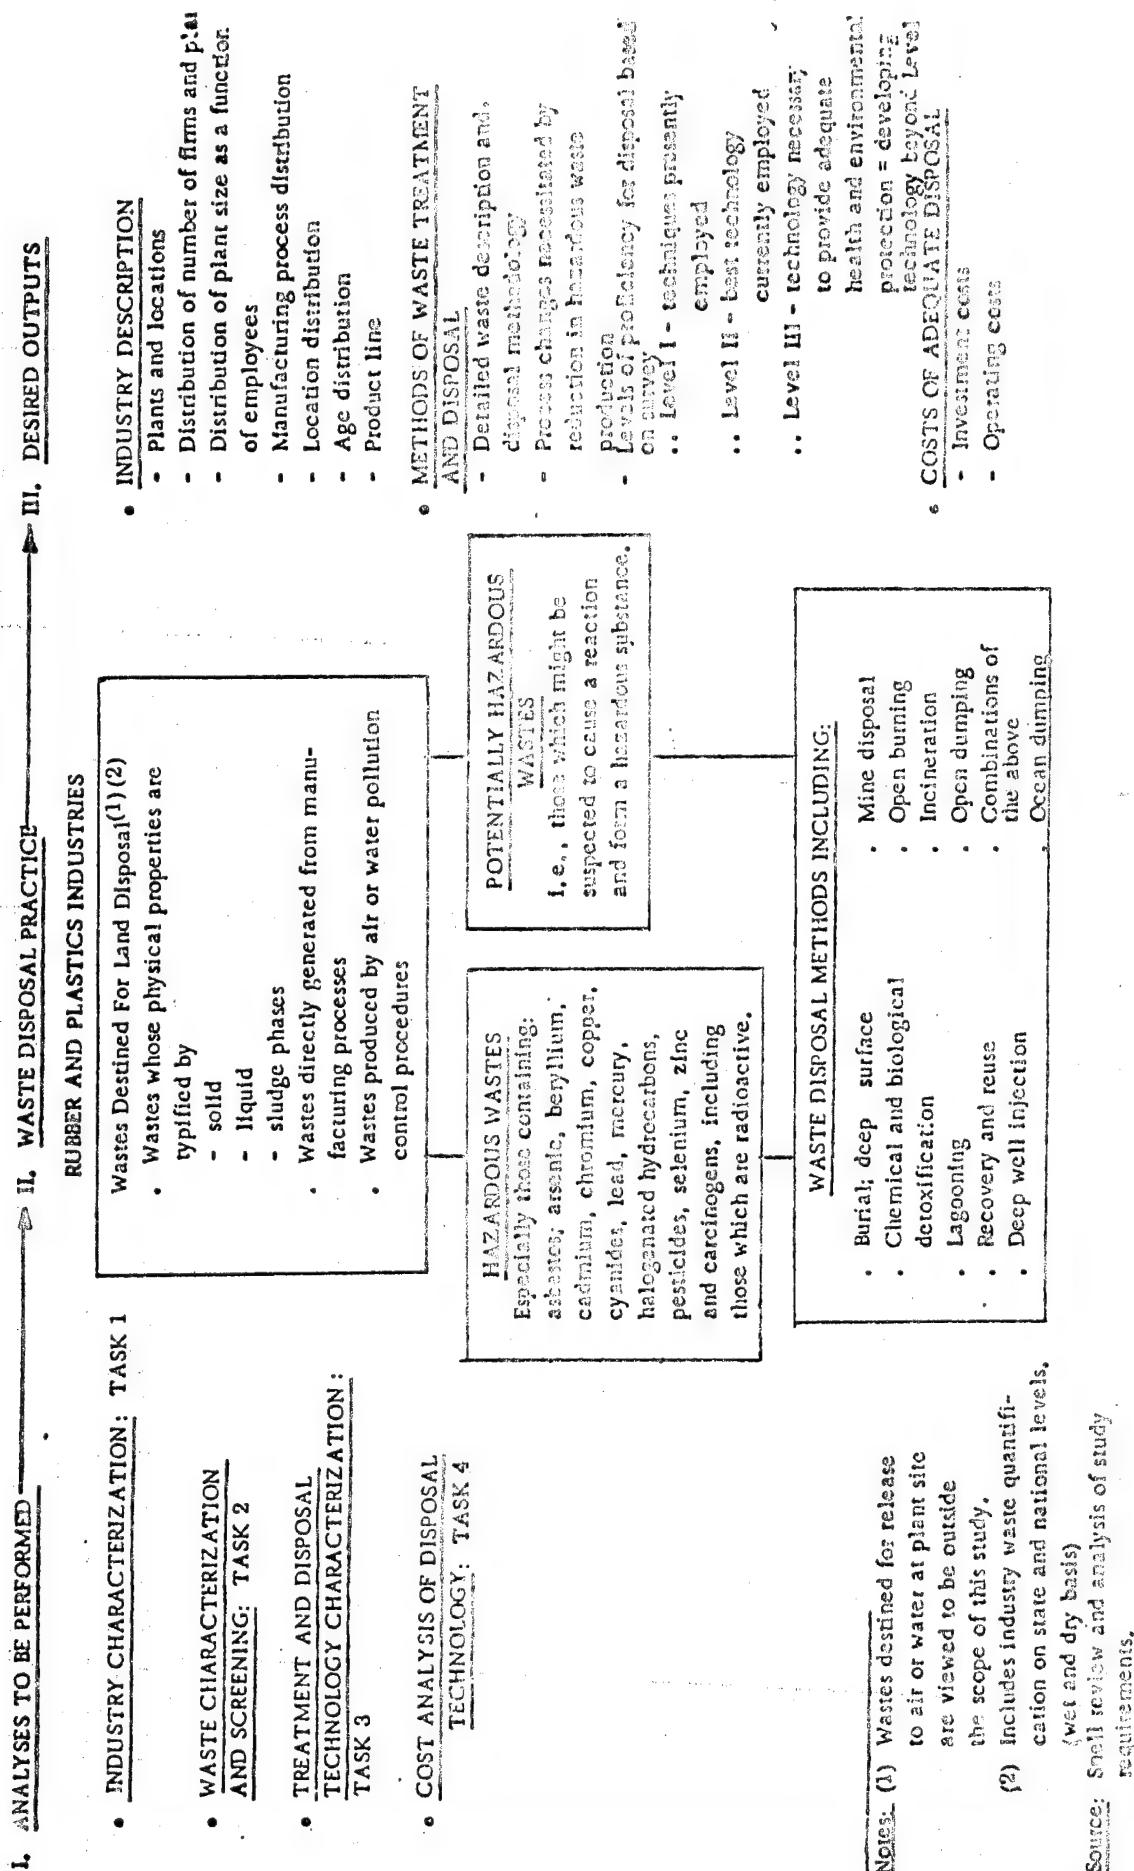 I. ANALYSES TO BE PERFORMED
• INDUSTRY CHARACTERIZATION: TASK 1
• WASTE CHARACTERIZATION
AND SCREENING: TASK 2
• TREATMENT AND DISPOSAL
TECHNOLOGY CHARACTERIZATION:
TASK 3
• COST ANALYSIS OF DISPOSAL
TECHNOLOGY: TASK 4
II. WASTE DISPOSAL PRACTICE
RUBBER AND PLASTICS INDUSTRIES
Wastes Destined For Land Disposal(1) (2)
• Wastes whose physical properties are
typified by
- solid
- liquid
- sludge phases
• Wastes directly generated from manu-
facturing processes
• Wastes produced by air or water pollution
control procedures
HAZARDOUS WASTES
Especially those containing:
asbestos, arsenic, beryllium,
cadmium, chromium, copper,
cyanides, lead, mercury,
halogenated hydrocarbons,
pesticides, selenium, zinc
and carcinogens, including
those which are radioactive.
POTENTIALLY HAZARDOUS
WASTES
i.e., those which might be
suspected to cause a reaction
and form a hazardous substance.
WASTE DISPOSAL METHODS INCLUDING:
• Burial; deep surface
• Chemical and biological
detoxification
• Lagooning
• Recovery and reuse
• Deep well injection
• Mine disposal
• Open burning
• Incineration
• Open dumping
• Combinations of
the above
• Ocean dumping
III. DESIRED OUTPUTS
• INDUSTRY DESCRIPTION
- Plants and locations
- Distribution of number of firms and
- Distribution of plant size as a function
of employees
- Manufacturing process distribution
- Location distribution
- Age distribution
- Product line
• METHODS OF WASTE TREATMENT
AND DISPOSAL
- Detailed waste description and
disposal methodology
- Process changes necessitated by
reduction in hazardous waste
production
- Levels of proficiency for disposal based
on survey
.. Level I - techniques presently
employed
.. Level II - best technology
currently employed
.. Level III - technology necessary
to provide adequate
health and environmental
protection = developing
technology beyond Level
• COSTS OF ADEQUATE DISPOSAL
- Investment costs
- Operating costs
Notes: (1) Wastes destined for release
to air or water at plant site
are viewed to be outside
the scope of this study.
(2) Includes industry waste quantifi-
cation on state and national levels.
(wet and dry basis)
Source: Snell review and analysis of study
requirements.